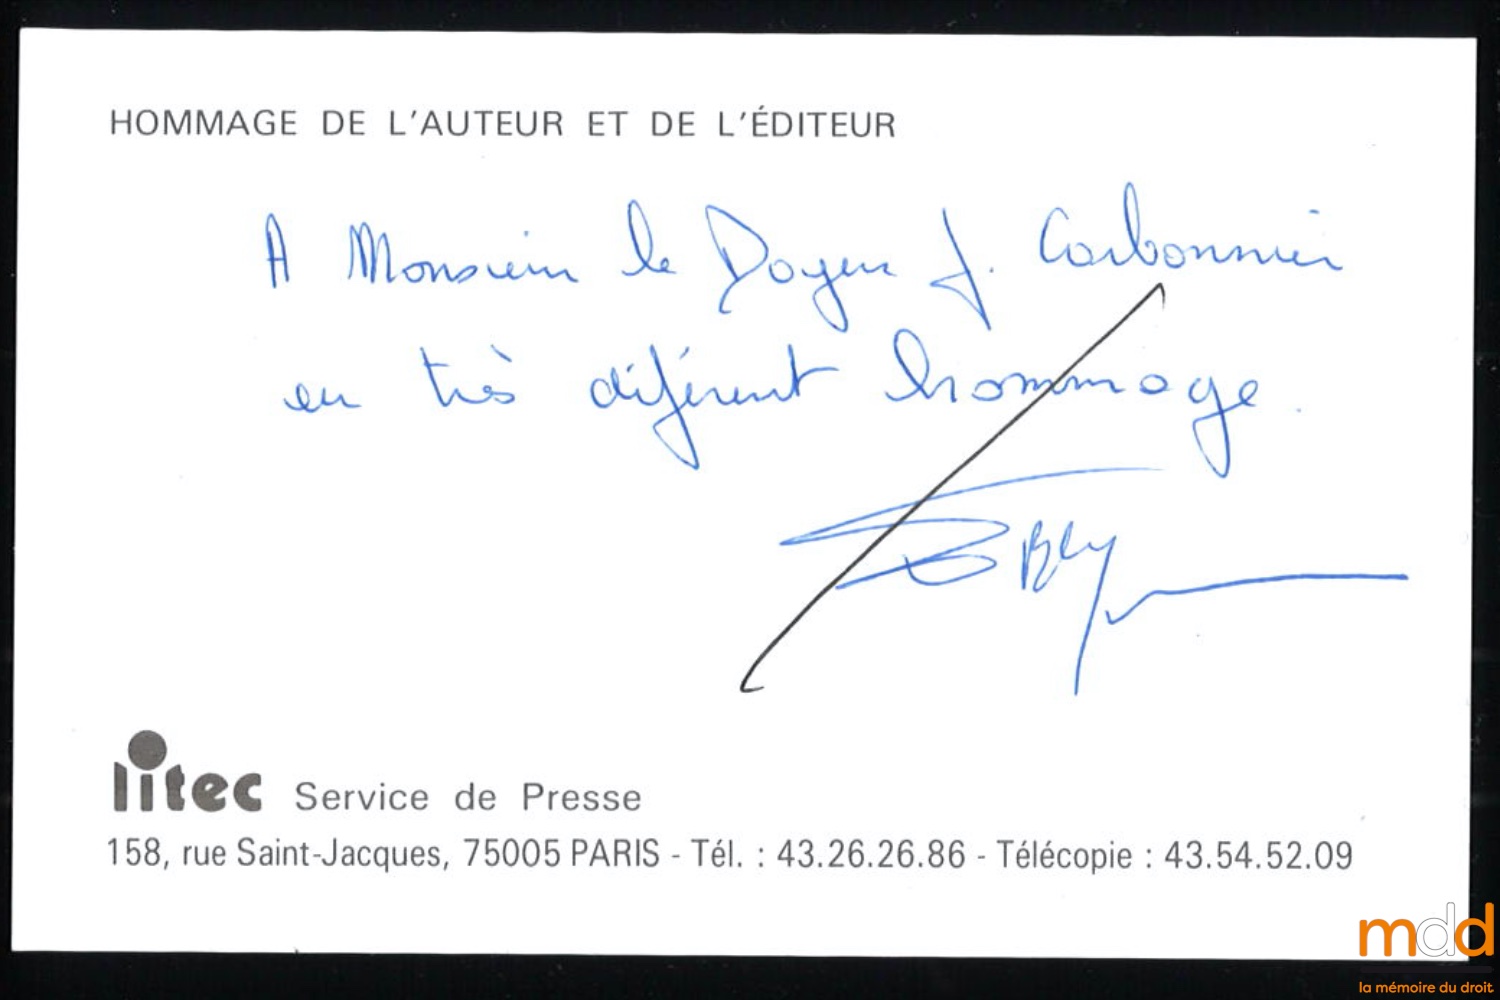 HOMMAGE DE L'AUTEUR ET DE L'ÉDITEUR
A Monsieur le Doyen J. Carbonnier
en très déférent hommage.
litec Service de Presse
158, rue Saint-Jacques, 75005 PARIS - Tél. : 43.26.26.86 - Télécopie : 43.54.52.09
mdd
la mémoire du droit